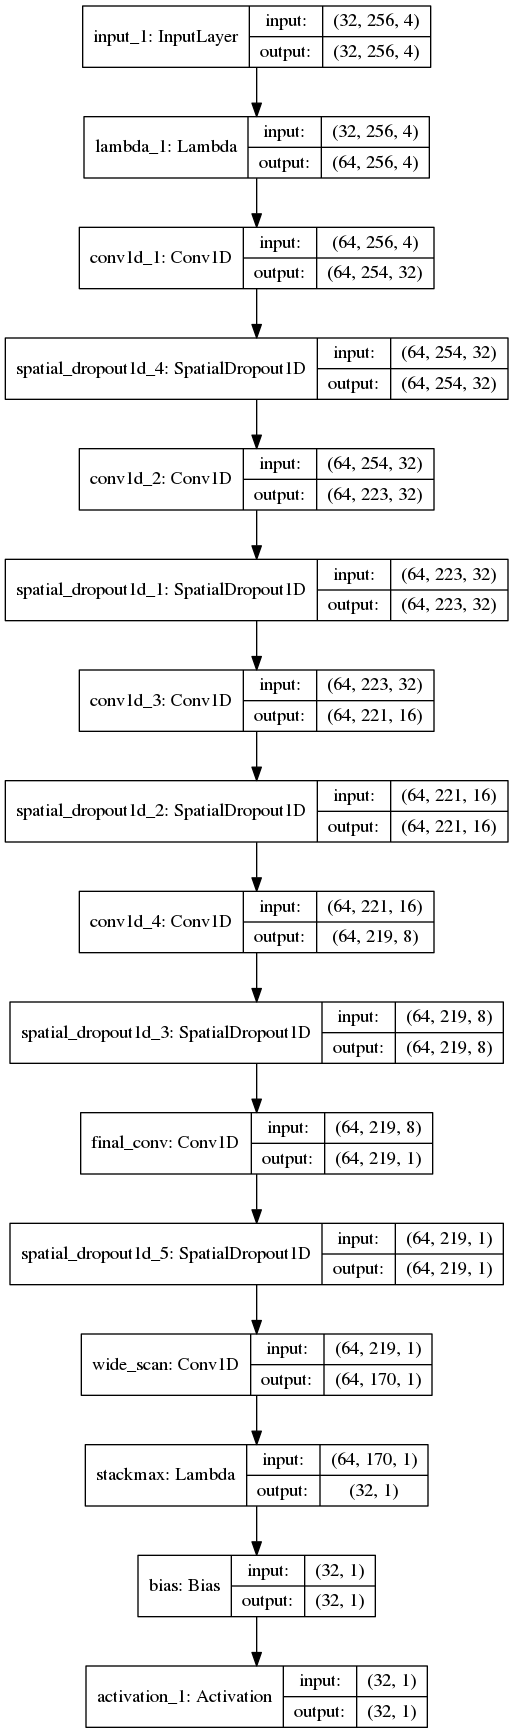 input_1: InputLayer
input: (32, 256, 4)
output: (32, 256, 4)
lambda_1: Lambda
input: (32, 256, 4)
output: (64, 256, 4)
conv1d_1: Conv1D
input: (64, 256, 4)
output: (64, 254, 32)
spatial_dropout1d_4: SpatialDropout1D
input: (64, 254, 32)
output: (64, 254, 32)
conv1d_2: Conv1D
input: (64, 254, 32)
output: (64, 223, 32)
spatial_dropout1d_1: SpatialDropout1D
input: (64, 223, 32)
output: (64, 223, 32)
conv1d_3: Conv1D
input: (64, 223, 32)
output: (64, 221, 16)
spatial_dropout1d_2: SpatialDropout1D
input: (64, 221, 16)
output: (64, 221, 16)
conv1d_4: Conv1D
input: (64, 221, 16)
output: (64, 219, 8)
spatial_dropout1d_3: SpatialDropout1D
input: (64, 219, 8)
output: (64, 219, 8)
final_conv: Conv1D
input: (64, 219, 8)
output: (64, 219, 1)
spatial_dropout1d_5: SpatialDropout1D
input: (64, 219, 1)
output: (64, 219, 1)
wide_scan: Conv1D
input: (64, 219, 1)
output: (64, 170, 1)
stackmax: Lambda
input: (64, 170, 1)
output: (32, 1)
bias: Bias
input: (32, 1)
output: (32, 1)
activation_1: Activation
input: (32, 1)
output: (32, 1)